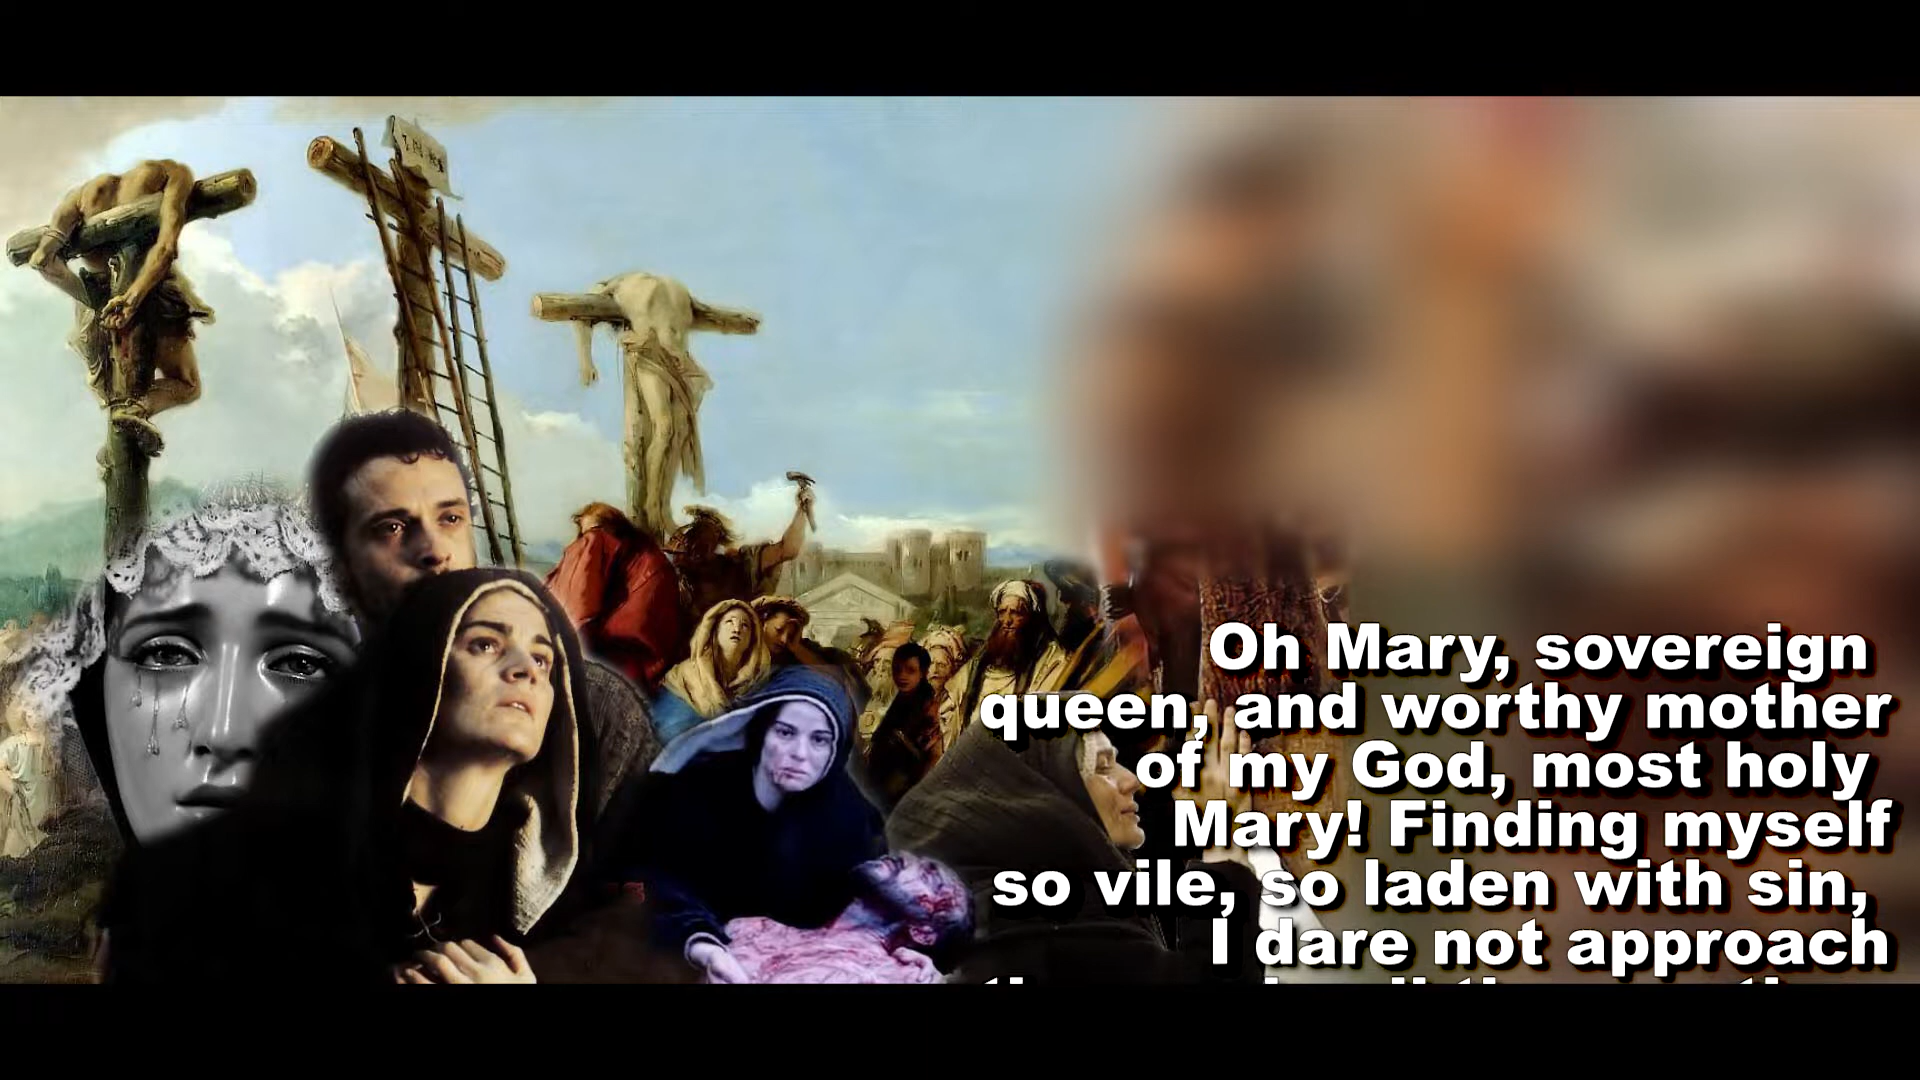 Oh Mary, sovereign
queen, and worthy mother
of my God, most holy
Mary! Finding myself
so vile, so laden with sin,
I dare not approach